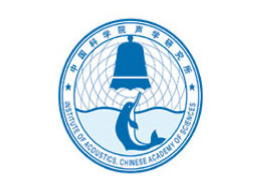 中国科学院声学研究所
INSTITUTE OF ACOUSTICS, CHINESE ACADEMY OF SCIENCES